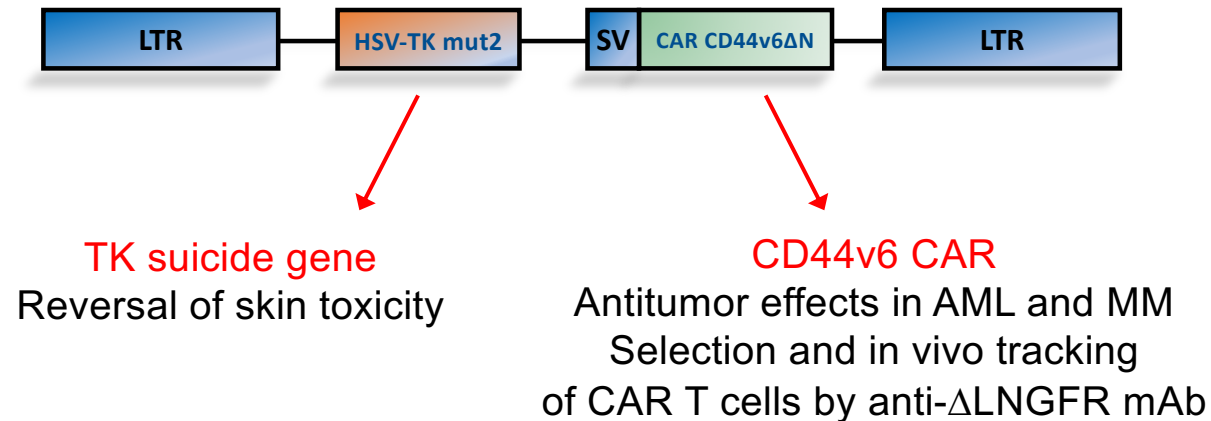 LTR
HSV-TK mut2
SV
CAR CD44v6ΔN
LTR
TK suicide gene
Reversal of skin toxicity
CD44v6 CAR
Antitumor effects in AML and MM
Selection and in vivo tracking
of CAR T cells by anti-ΔLNGFR mAb